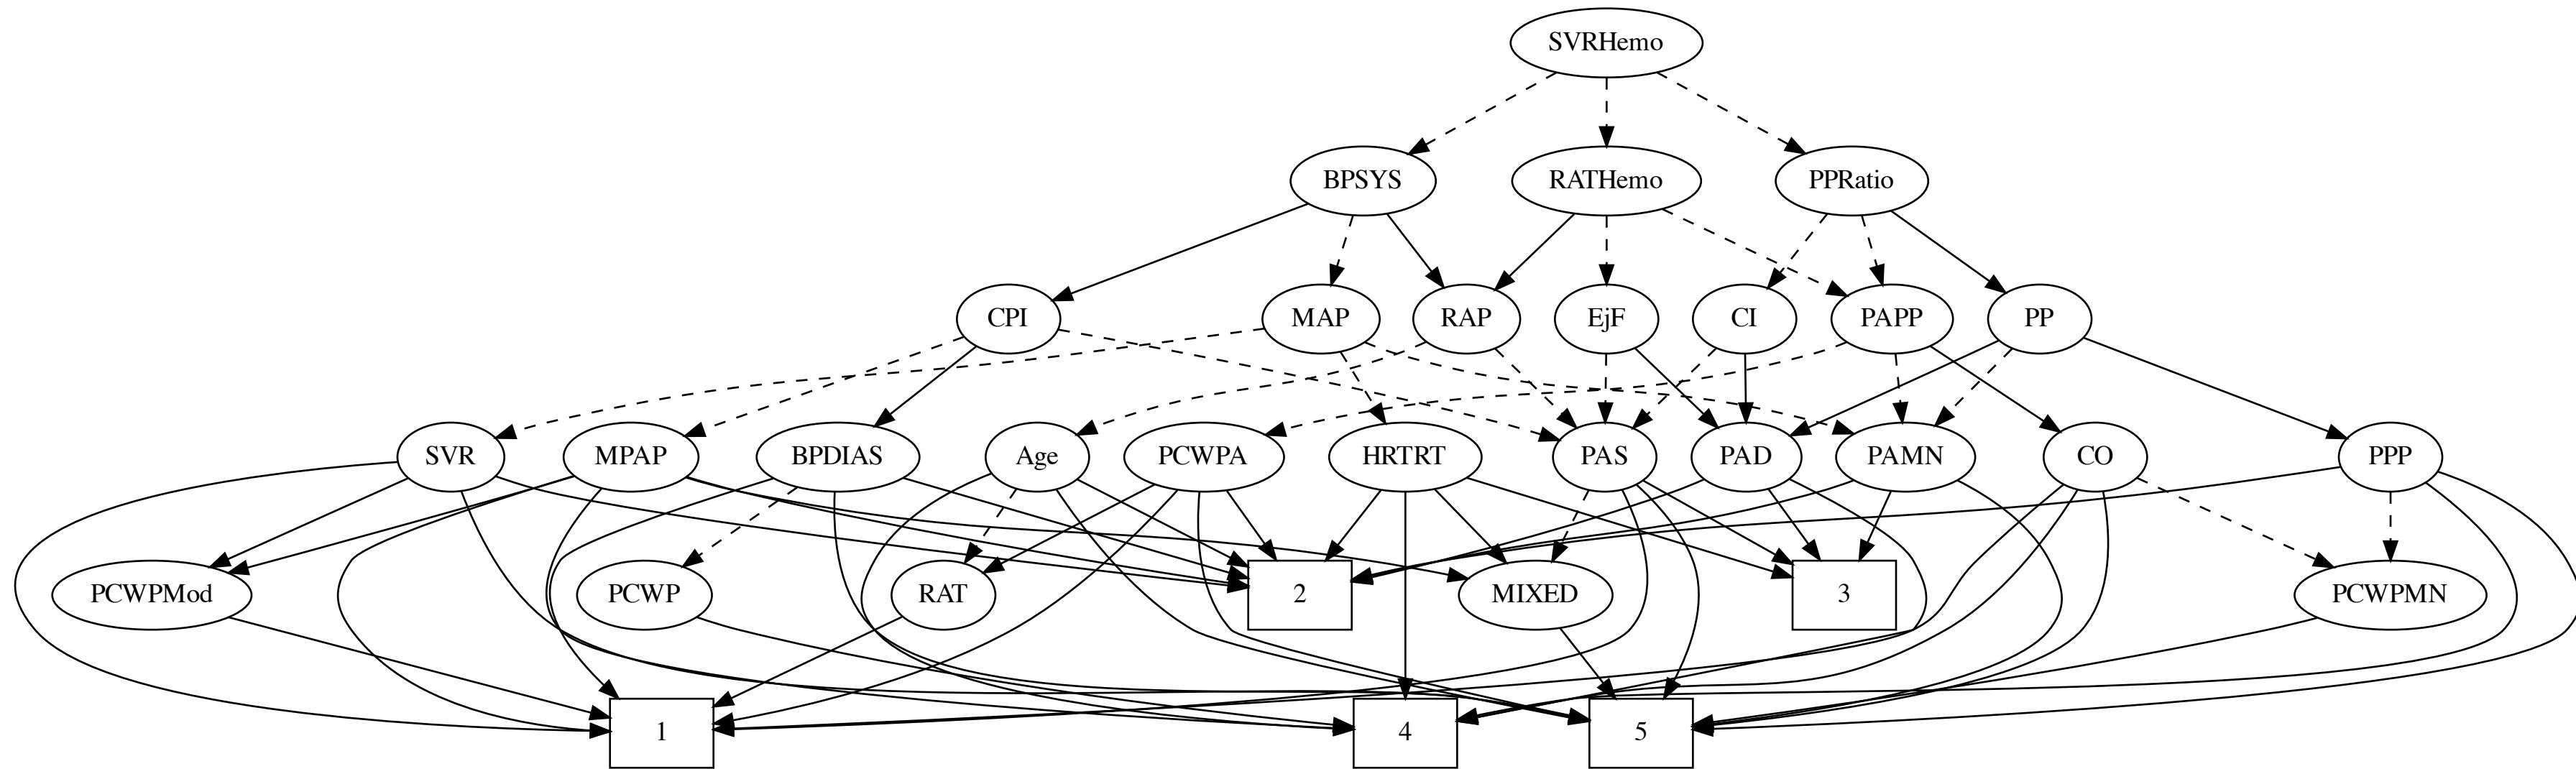 SVRHemo
BPSYS RATHemo PPRatio
CPI MAP RAP EjF CI PAPP PP
SVR MPAP BPDIAS Age PCWPA HRTRT PAS PAD PAMN CO PPP
PCWPMod PCWP RAT 2 MIXED 3 PCWPMN
1 4 5